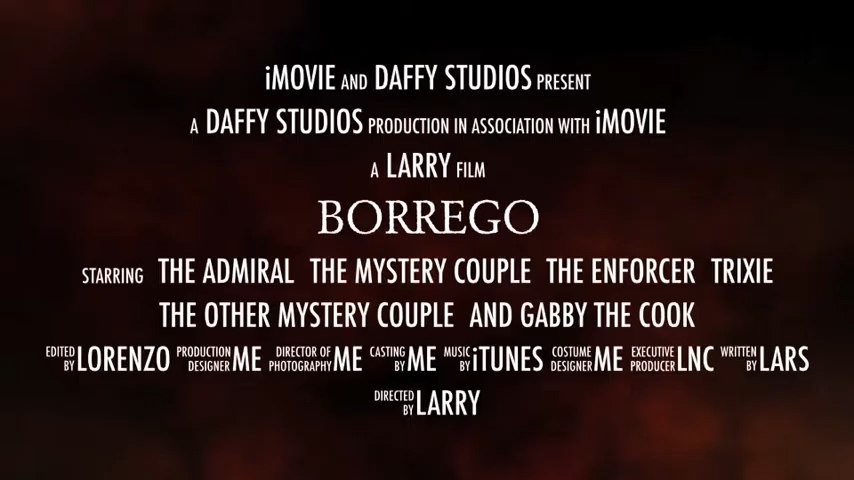 iMOVIE AND DAFFY STUDIOS PRESENT
A DAFFY STUDIOS PRODUCTION IN ASSOCIATION WITH iMOVIE
A LARRY FILM
BORREGO
STARRING THE ADMIRAL THE MYSTERY COUPLE THE ENFORCER TRIXIE
THE OTHER MYSTERY COUPLE AND GABBY THE COOK
EDITED BY LORENZO PRODUCTION DESIGNER ME DIRECTOR OF PHOTOGRAPHY ME CASTING BY ME MUSIC BY iTUNES COSTUME DESIGNER ME EXECUTIVE PRODUCER LNC WRITTEN BY LARS
DIRECTED BY LARRY